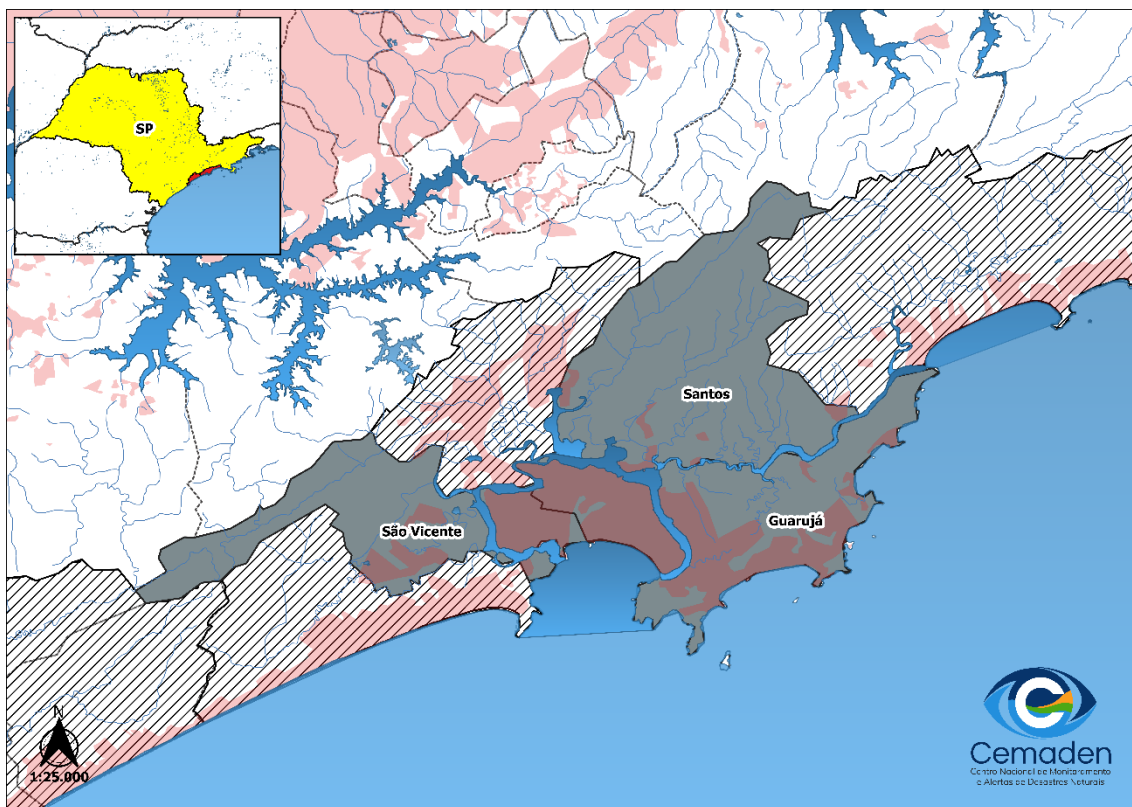 SP
Santos
São Vicente
Guarujá
N
1:25.000
Cemaden
Centro Nacional de Monitoramento
e Alertas de Desastres Naturais